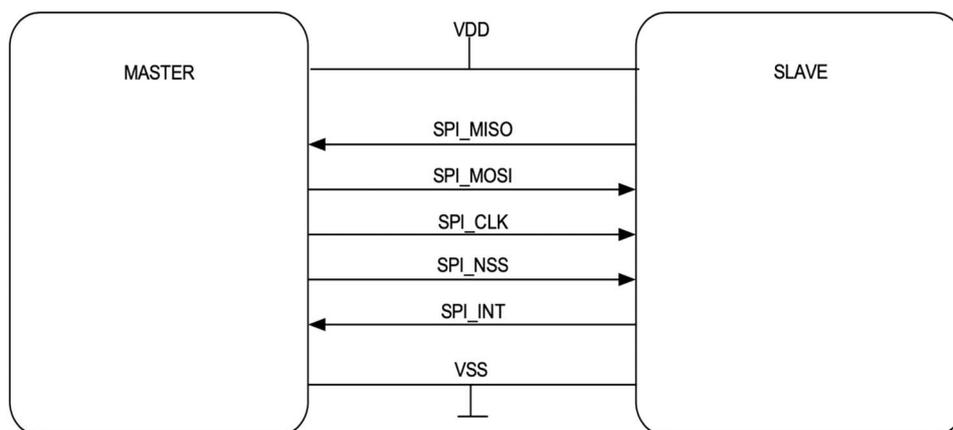 VDD
MASTER
SLAVE
SPI_MISO
SPI_MOSI
SPI_CLK
SPI_NSS
SPI_INT
VSS